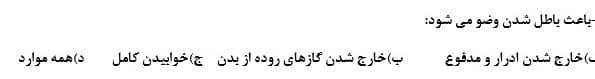 -باعث باطل شدن وضو می شود:
ب)خارج شدن ادرار و مدفوع ب)خارج شدن گازهای روده از بدن ج)خوابیدن کامل د)همه موارد